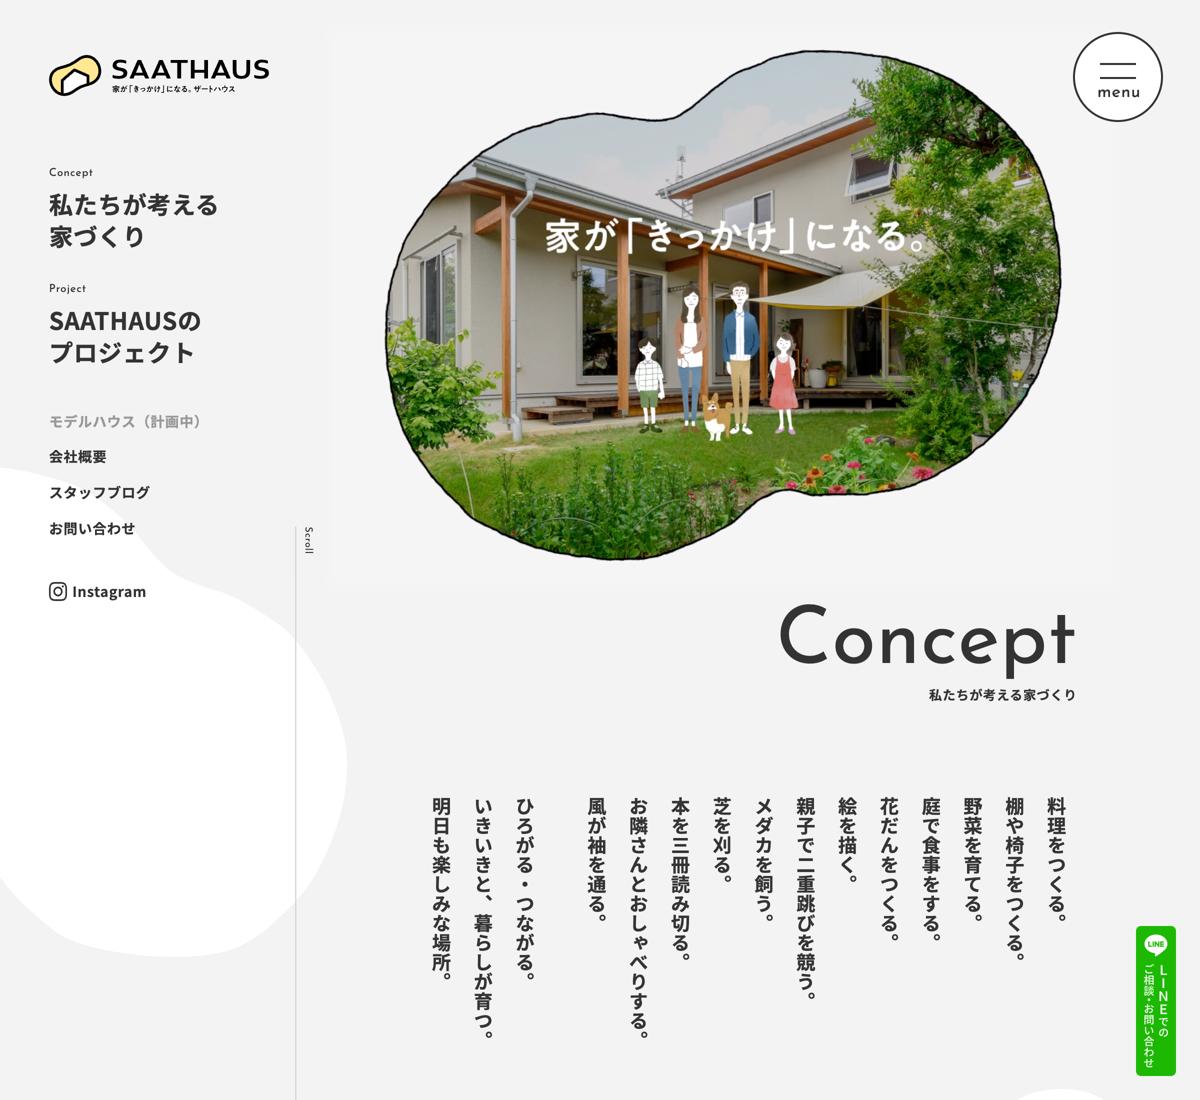 SAATHAUS
家が「きっかけ」になる。ザートハウス
menu
Concept
私たちが考える
家づくり
Project
SAATHAUSの
プロジェクト
モデルハウス（計画中）
会社概要
スタッフブログ
お問い合わせ
Instagram
Scroll
家が「きっかけ」になる。
Concept
私たちが考える家づくり
料理をつくる。
棚や椅子をつくる。
野菜を育てる。
庭で食事をする。
花だんをつくる。
絵を描く。
親子で二重跳びを競う。
メダカを飼う。
芝を刈る。
本を三冊読み切る。
お隣さんとおしゃべりする。
風が袖を通る。
ひろがる・つながる。
いきいきと、暮らしが育つ。
明日も楽しみな場所。
LINE
LINEでの
ご相談・お問い合わせ